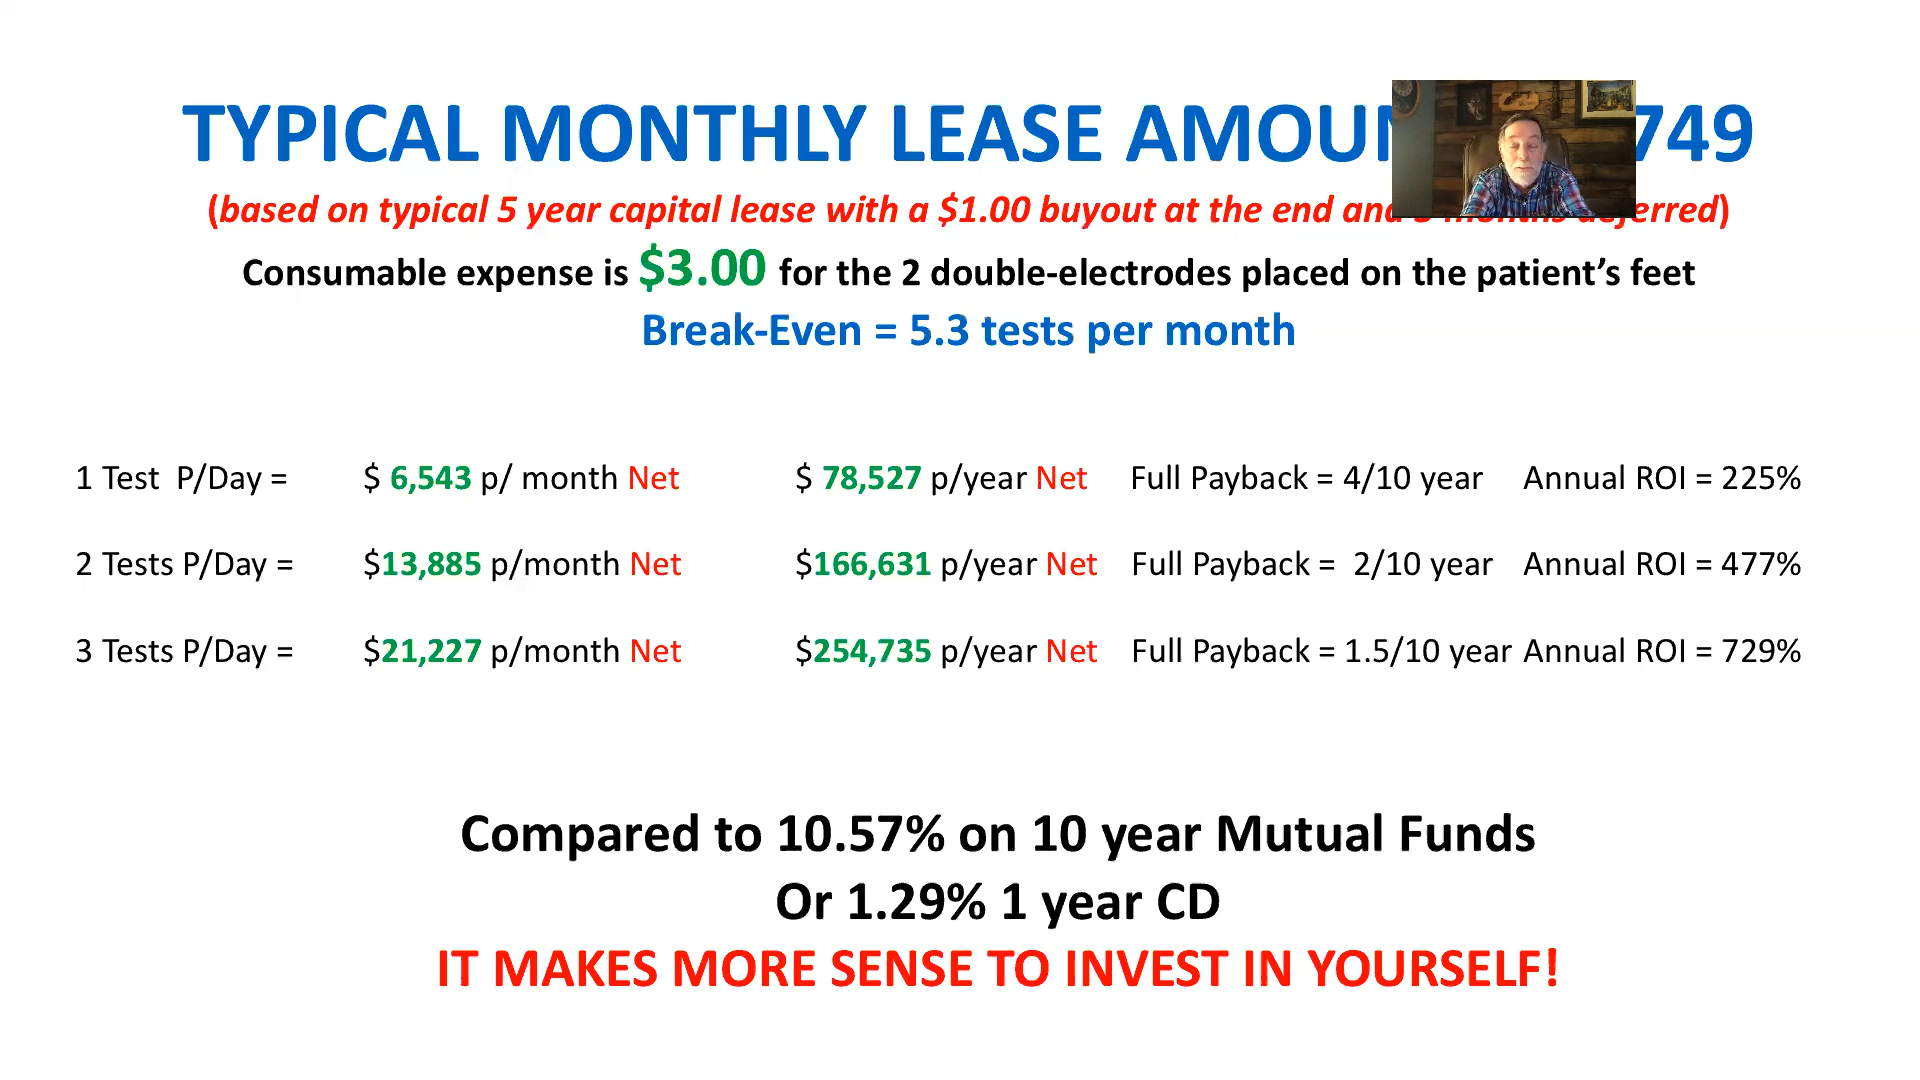 TYPICAL MONTHLY LEASE 749
(based on typical 5 year capital lease with a $1.00 buyout at the end and deferred)
Consumable expense is $3.00 for the 2 double-electrodes placed on the patient’s feet
Break-Even = 5.3 tests per month
1 Test P/Day = $ 6,543 p/ month Net $ 78,527 p/year Net Full Payback = 4/10 year Annual ROI = 225%
2 Tests P/Day = $13,885 p/month Net $166,631 p/year Net Full Payback = 2/10 year Annual ROI = 477%
3 Tests P/Day = $21,227 p/month Net $254,735 p/year Net Full Payback = 1.5/10 year Annual ROI = 729%
Compared to 10.57% on 10 year Mutual Funds
Or 1.29% 1 year CD
IT MAKES MORE SENSE TO INVEST IN YOURSELF!